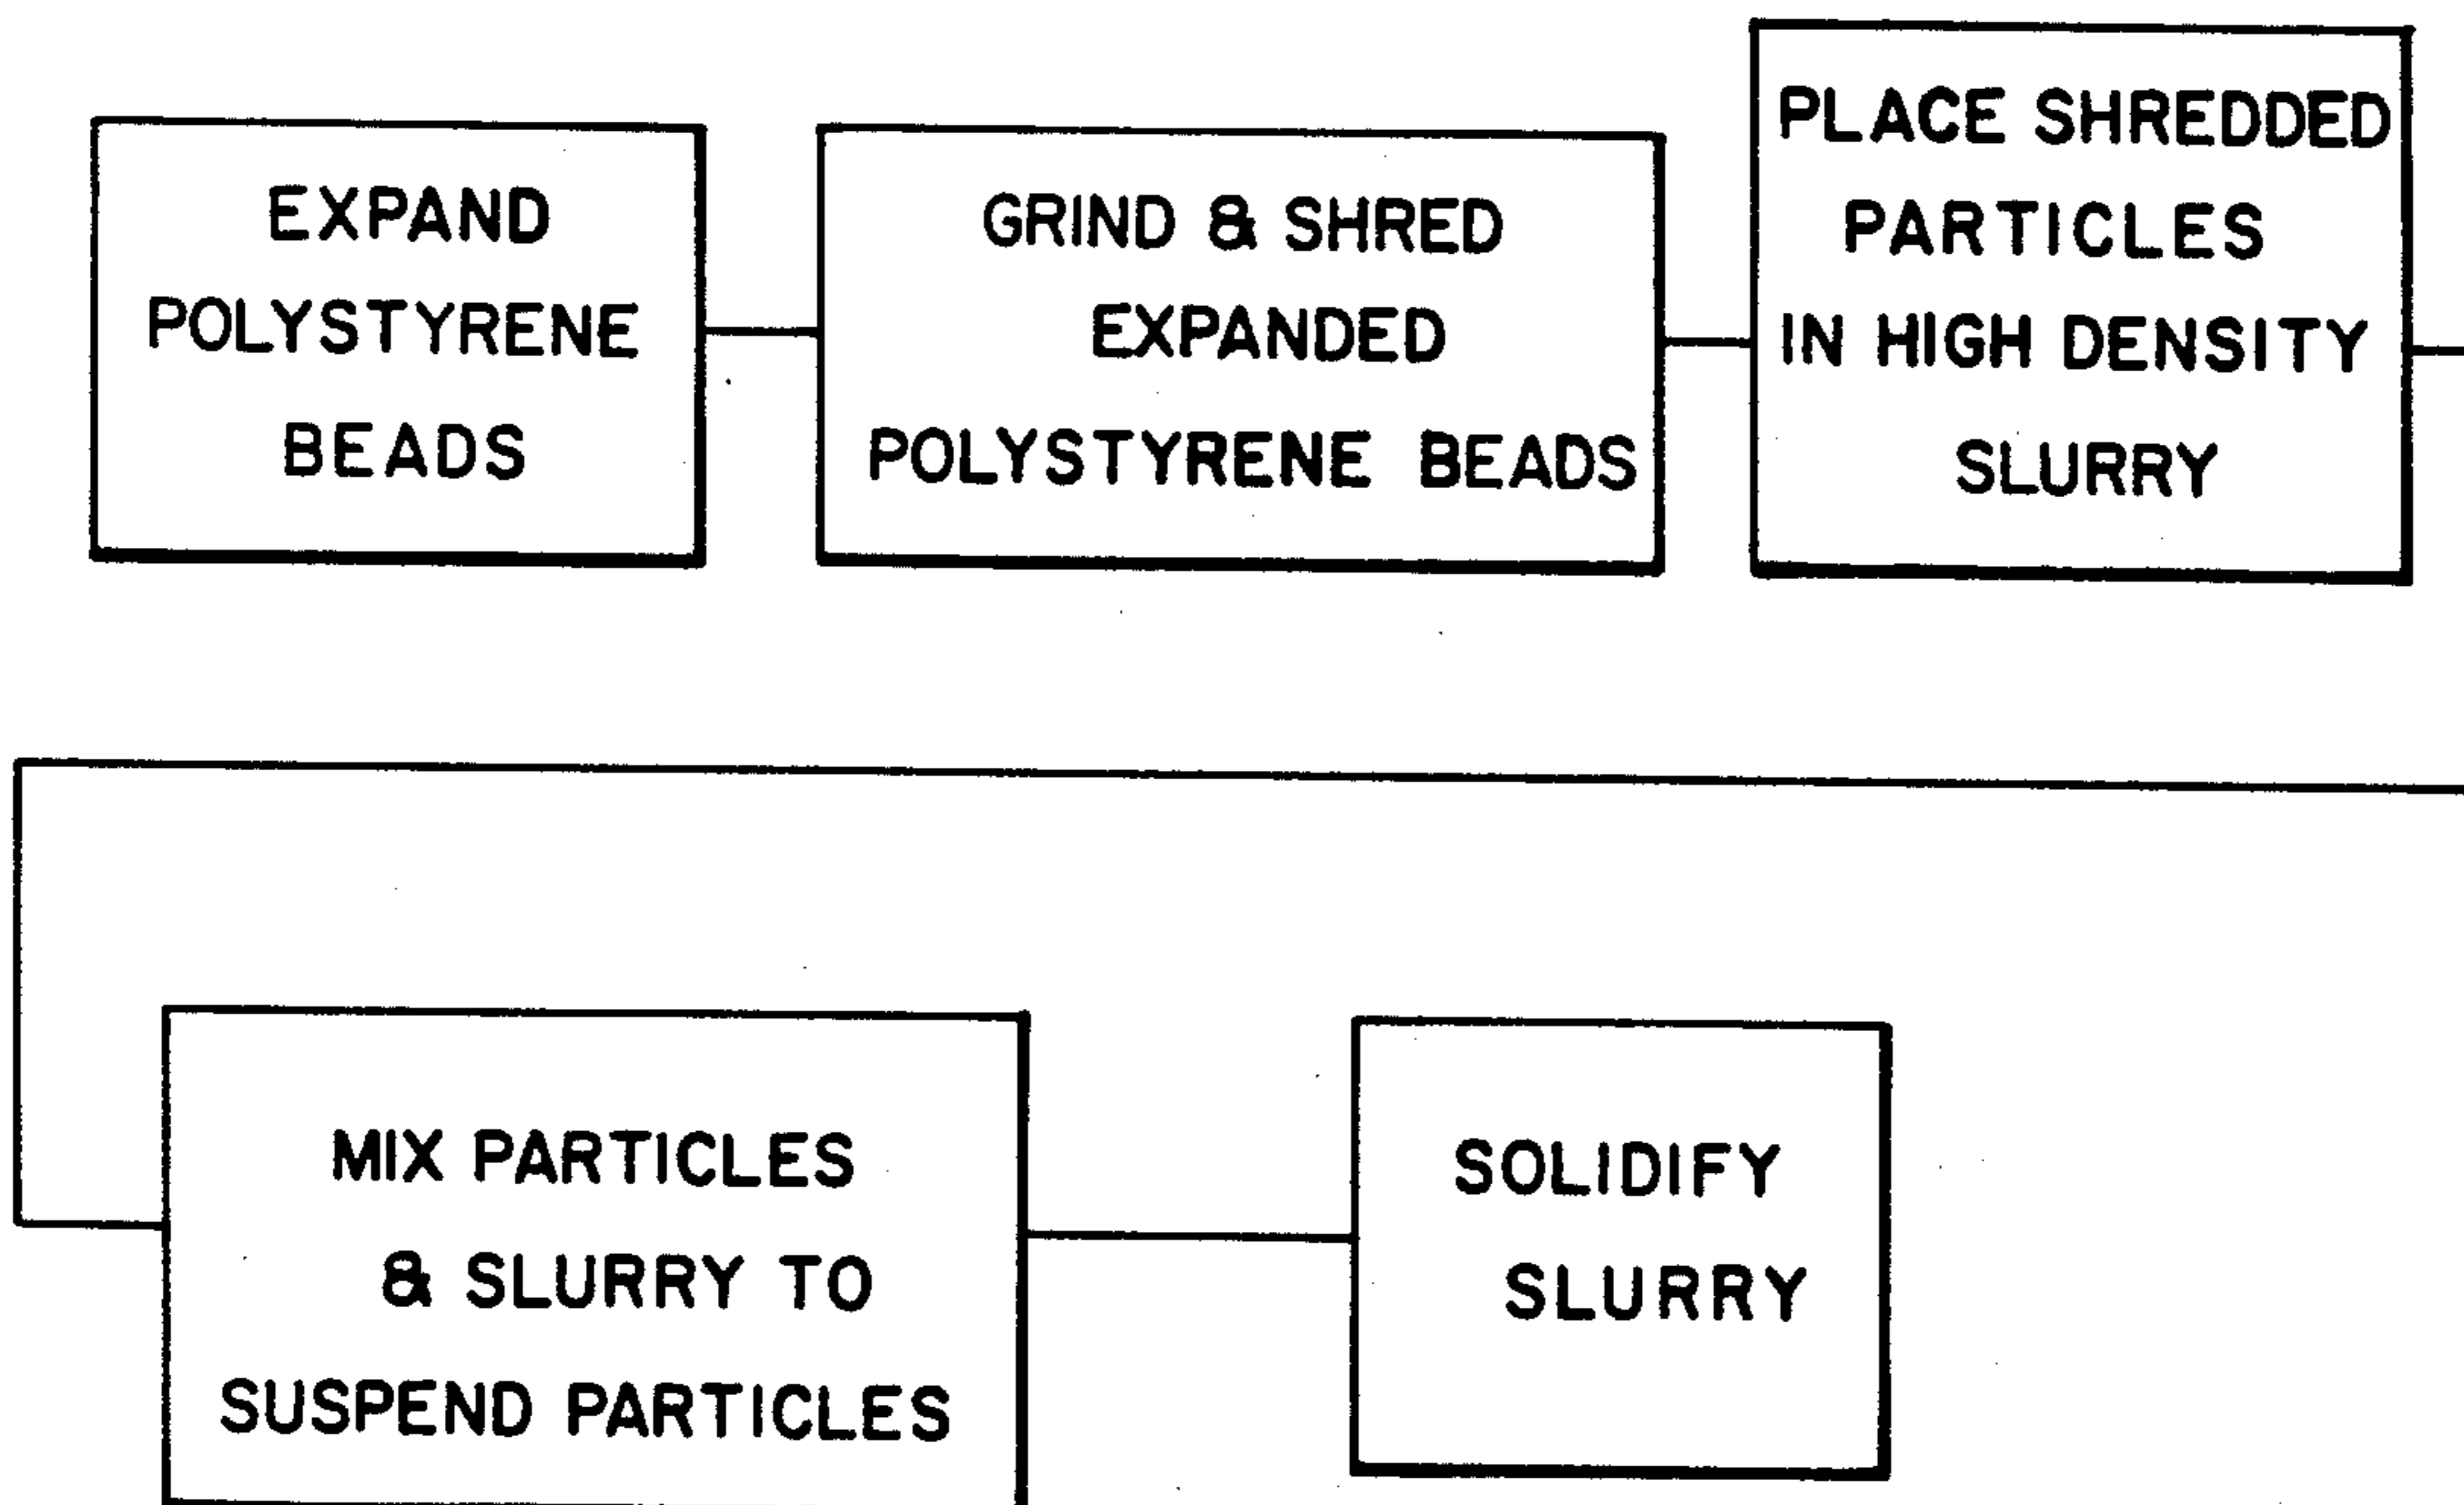 EXPAND
POLYSTYRENE
BEADS
GRIND & SHRED
EXPANDED
POLYSTYRENE BEADS
PLACE SHREDDED
PARTICLES
IN HIGH DENSITY
SLURRY
MIX PARTICLES
& SLURRY TO
SUSPEND PARTICLES
SOLIDIFY
SLURRY